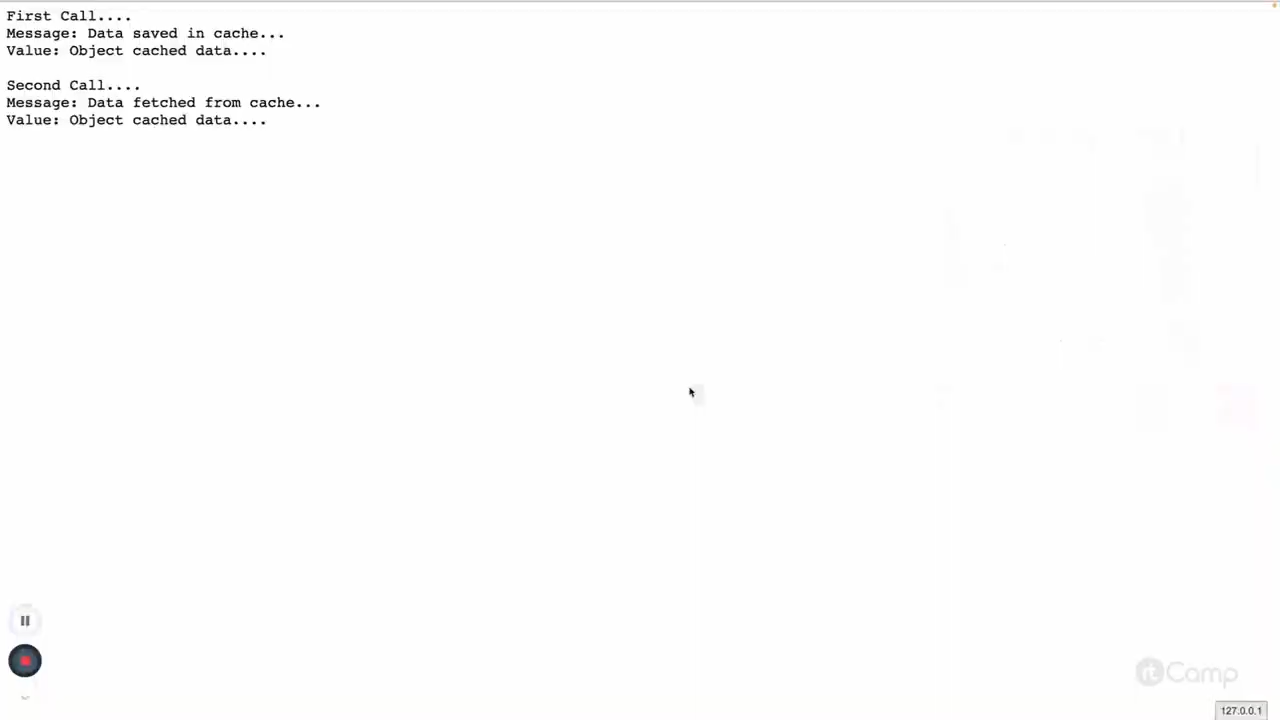 First Call....
Message: Data saved in cache...
Value: Object cached data....
Second Call....
Message: Data fetched from cache...
Value: Object cached data....
rtCamp
127.0.0.1